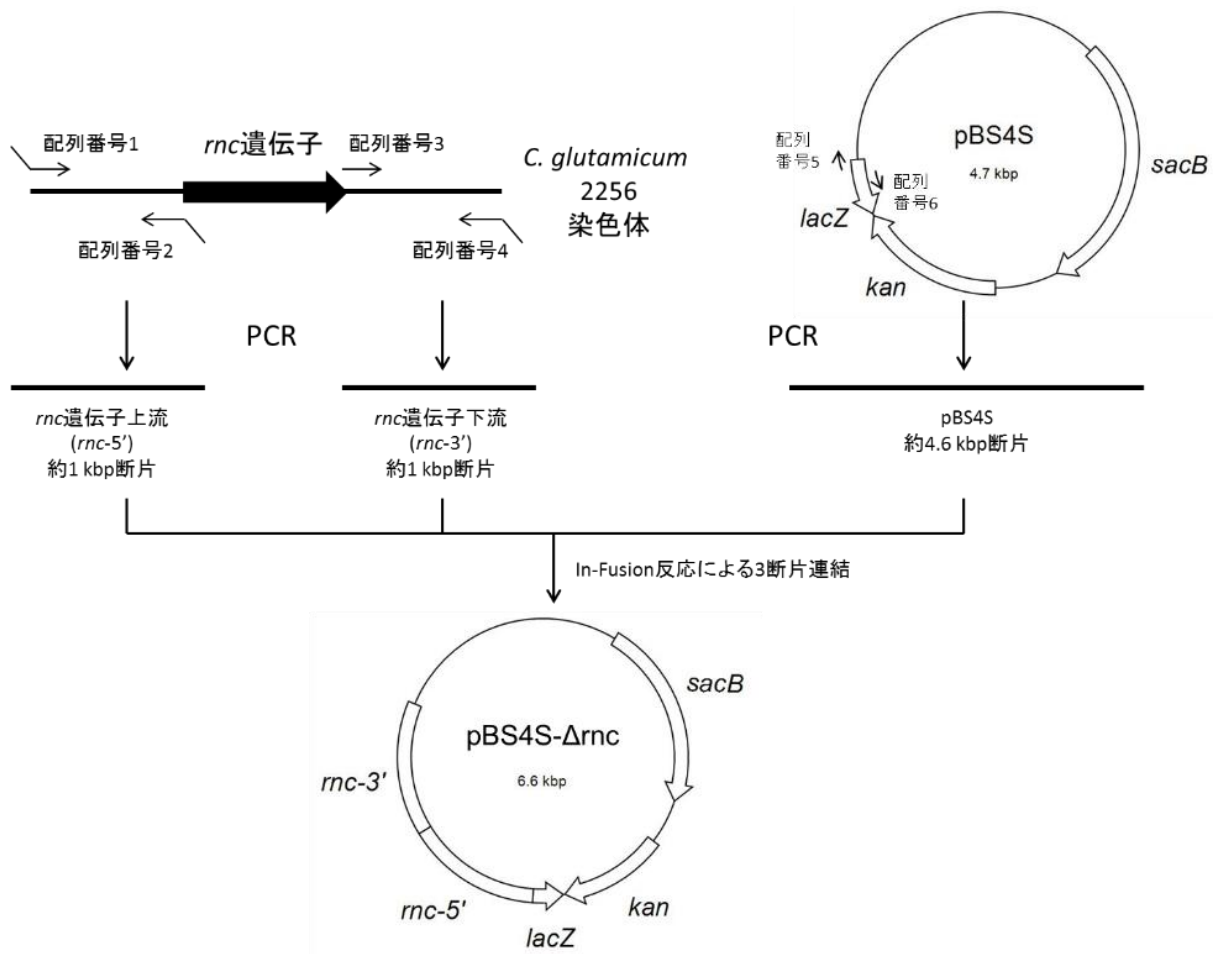 配列番号1
rnc遺伝子
配列番号3
配列番号2
配列番号4
C. glutamicum
2256
染色体
pBS4S
4.7 kbp
sacB
配列
番号5
配列
番号6
lacZ
kan
PCR
PCR
rnc遺伝子上流
(rnc-5')
約1 kbp断片
rnc遺伝子下流
(rnc-3')
約1 kbp断片
pBS4S
約4.6 kbp断片
In-Fusion反応による3断片連結
sacB
pBS4S-Δrnc
6.6 kbp
rnc-3'
rnc-5'
lacZ
kan